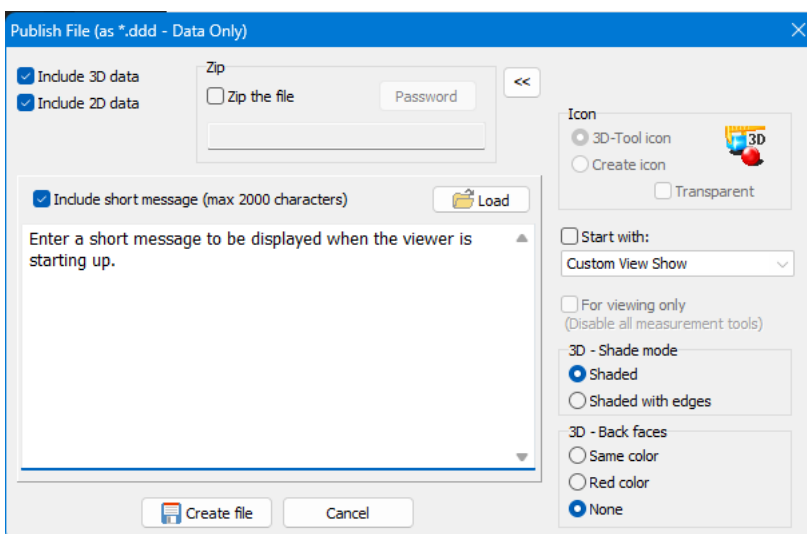 Publish File (as *.ddd - Data Only)
Include 3D data
Include 2D data
Zip
Zip the file
Password
<<
Include short message (max 2000 characters)
Load
Enter a short message to be displayed when the viewer is
starting up.
Create file
Cancel
Icon
3D-Tool icon
3D
Create icon
Transparent
Start with:
Custom View Show
For viewing only
(Disable all measurement tools)
3D - Shade mode
Shaded
Shaded with edges
3D - Back faces
Same color
Red color
None